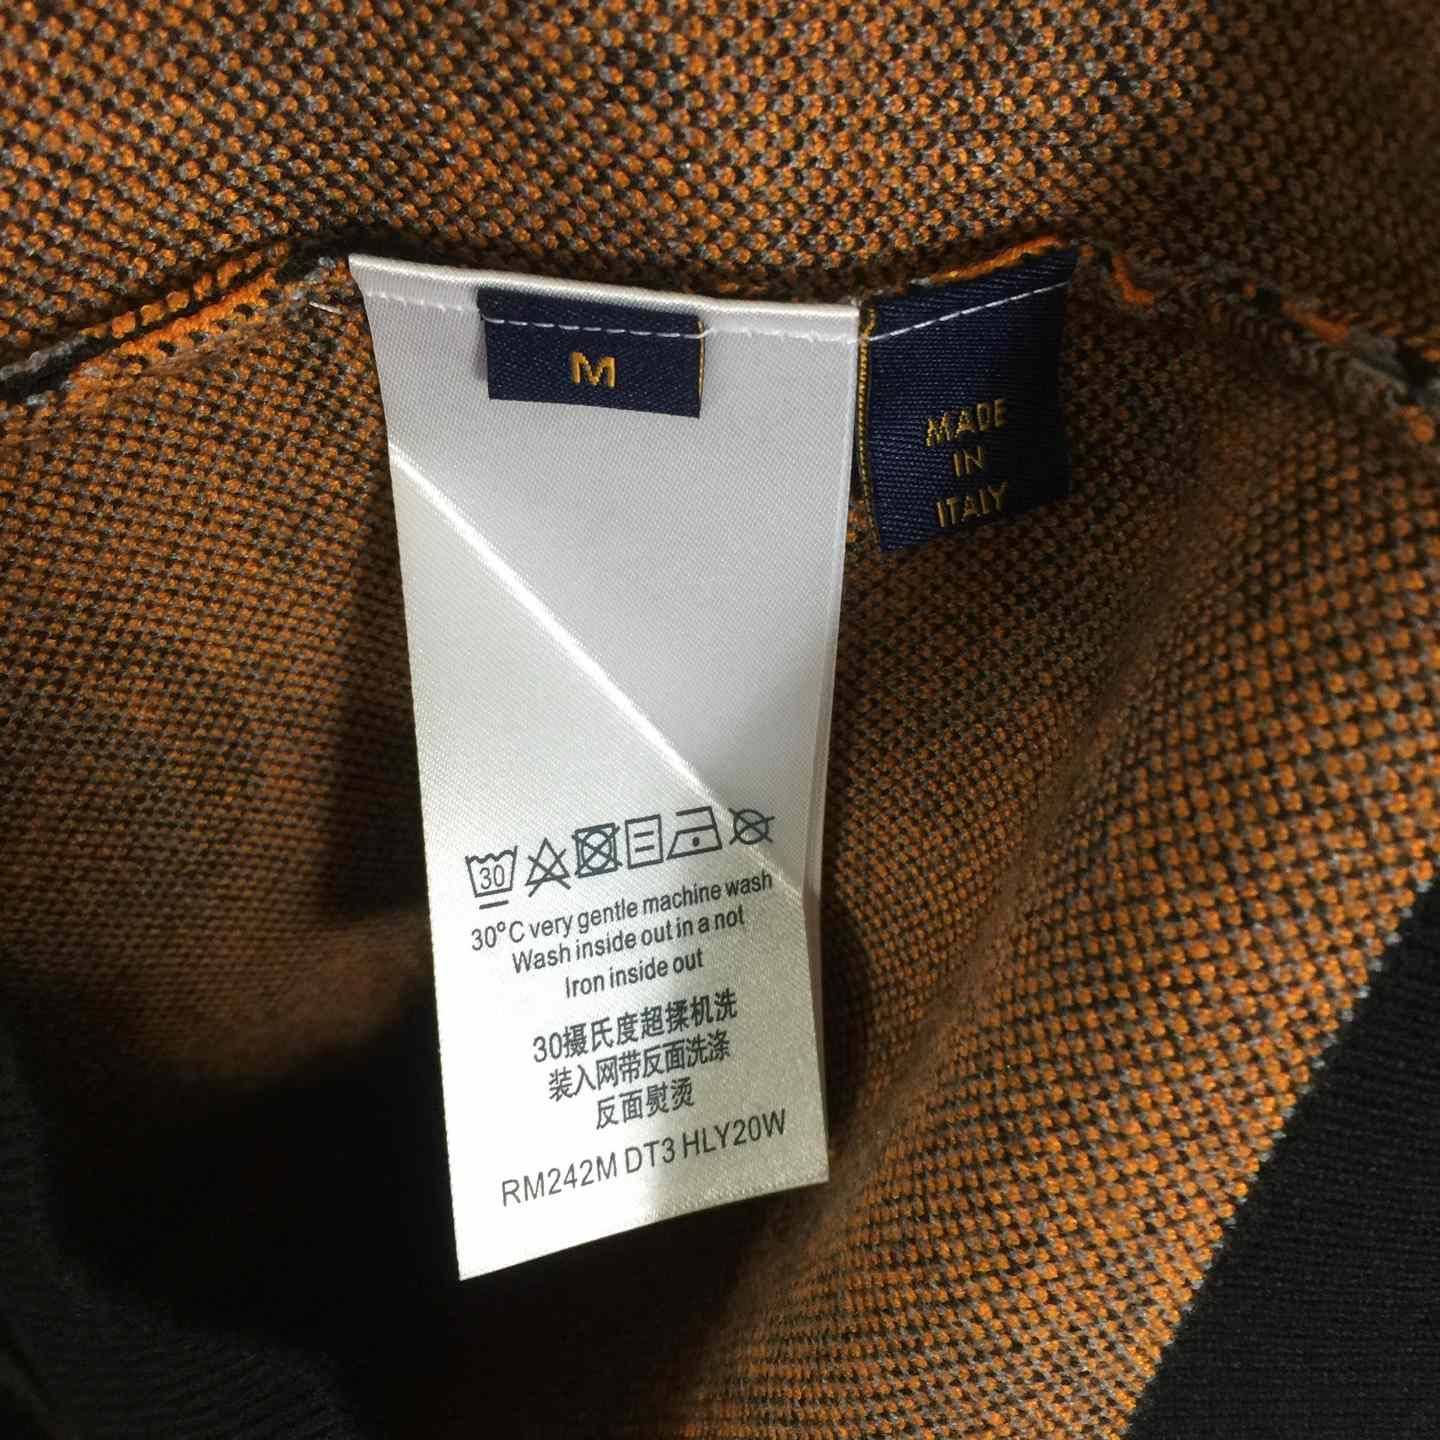 M
MADE
IN
ITALY
30
30°C very gentle machine wash
Wash inside out in a not
Iron inside out
30摄氏度超揉机洗
装入网带反面洗涤
反面熨烫
RM242M DT3 HLY20W